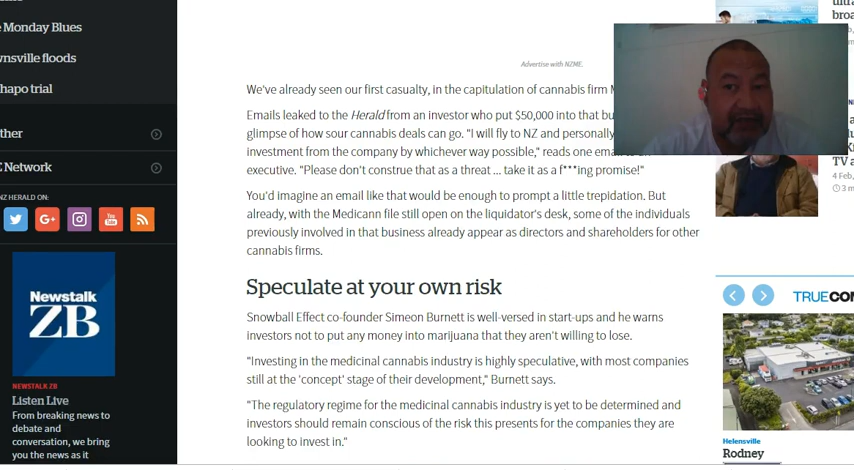 e Monday Blues
wnsville floods
hapo trial
ther
E Network
NZ HERALD ON:
Newstalk
ZB
NEWSTALK ZB
Listen Live
From breaking news to
debate and
conversation, we bring
you the news as it
Advertise with NZME.
We've already seen our first casualty, in the capitulation of cannabis firm M
Emails leaked to the Herald from an investor who put $50,000 into that bu
glimpse of how sour cannabis deals can go. "I will fly to NZ and personally
investment from the company by whichever way possible," reads one email to an
executive. "Please don't construe that as a threat ... take it as a f***ing promise!"
You'd imagine an email like that would be enough to prompt a little trepidation. But
already, with the Medicann file still open on the liquidator's desk, some of the individuals
previously involved in that business already appear as directors and shareholders for other
cannabis firms.
Speculate at your own risk
Snowball Effect co-founder Simeon Burnett is well-versed in start-ups and he warns
investors not to put any money into marijuana that they aren't willing to lose.
"Investing in the medicinal cannabis industry is highly speculative, with most companies
still at the 'concept' stage of their development," Burnett says.
"The regulatory regime for the medicinal cannabis industry is yet to be determined and
investors should remain conscious of the risk this presents for the companies they are
looking to invest in."
broa
TV a
4 Feb,
3 m
TRUECOM
Helensville
Rodney